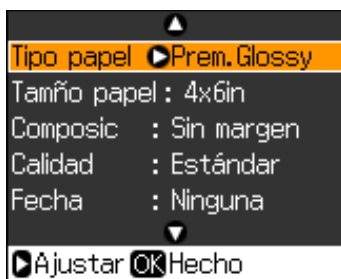 Tipo papel Prem.Glossy
Tamño papel : 4x6in
Composic : Sin margen
Calidad : Estándar
Fecha : Ninguna
Ajustar OK Hecho